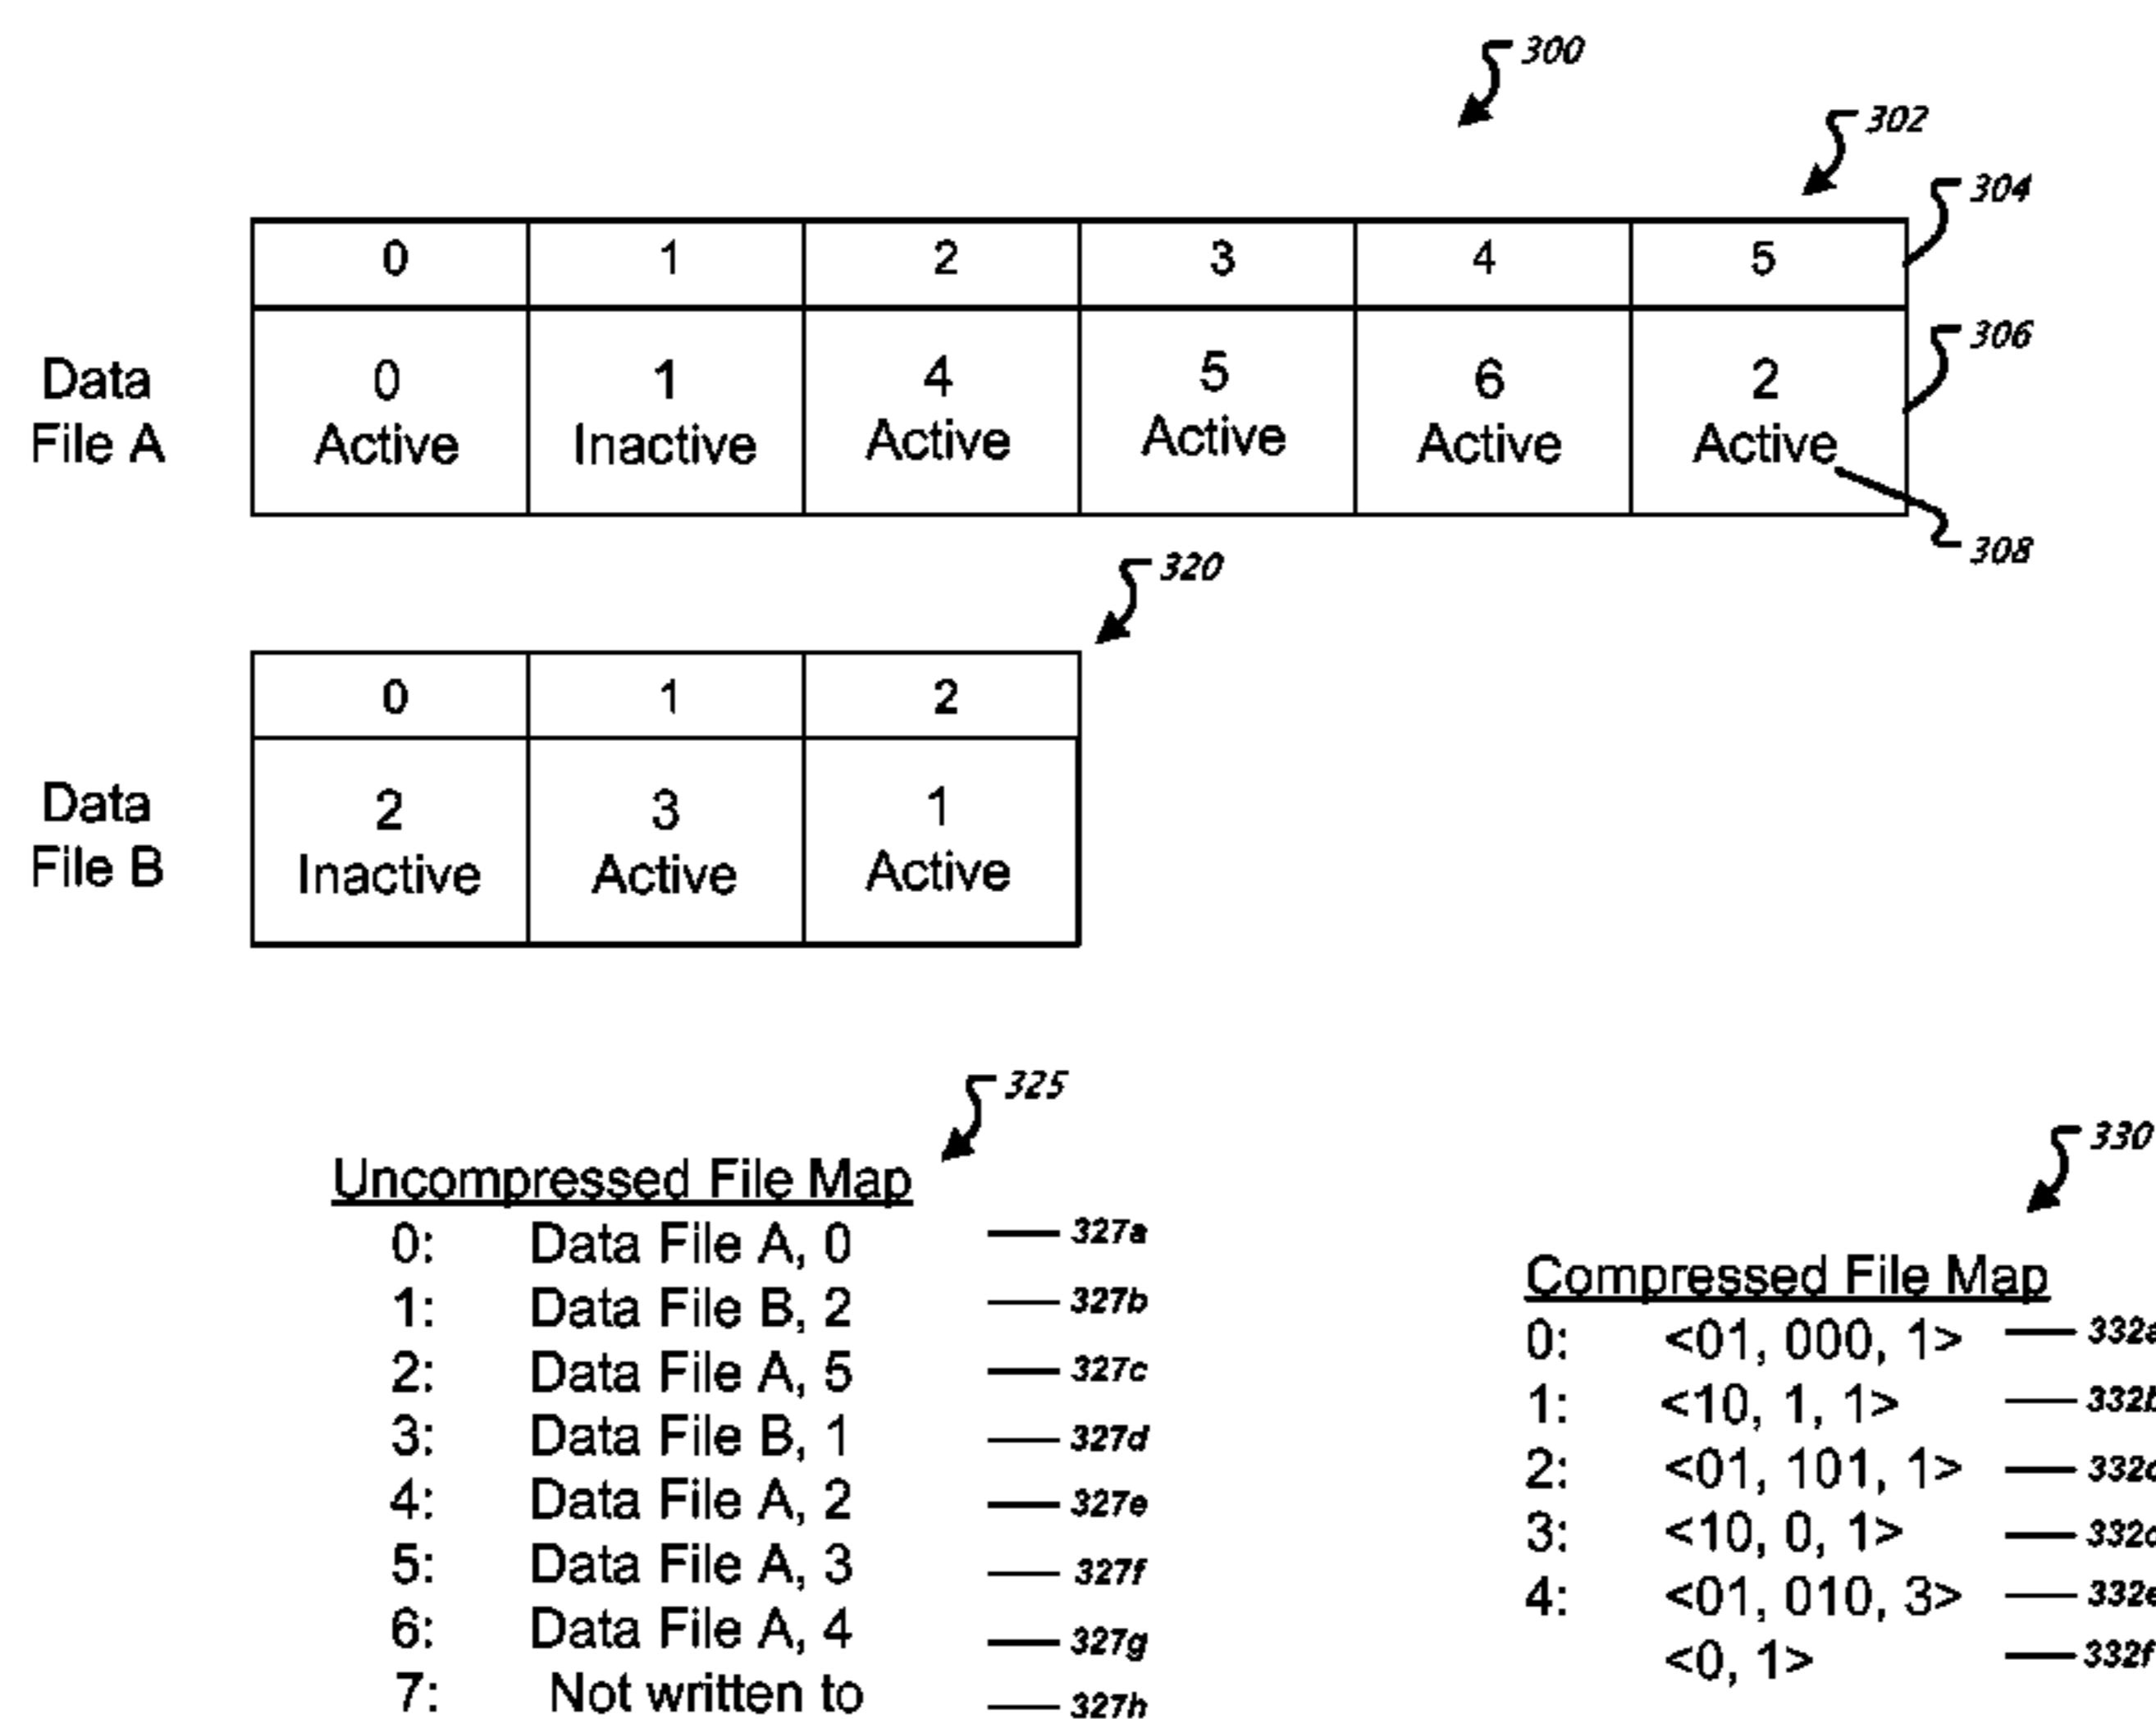 300
302
304
0 1 2 3 4 5
306
Data File A
0 1 4 5 6 2
Active Inactive Active Active Active Active
308
320
0 1 2
Data File B
2 3 1
Inactive Active Active
325
Uncompressed File Map
0: Data File A, 0 327a
1: Data File B, 2 327b
2: Data File A, 5 327c
3: Data File B, 1 327d
4: Data File A, 2 327e
5: Data File A, 3 327f
6: Data File A, 4 327g
7: Not written to 327h
330
Compressed File Map
0: <01, 000, 1>
1: <10, 1, 1>
2: <01, 101, 1>
3: <10, 0, 1>
4: <01, 010, 3>
<0, 1> 332f